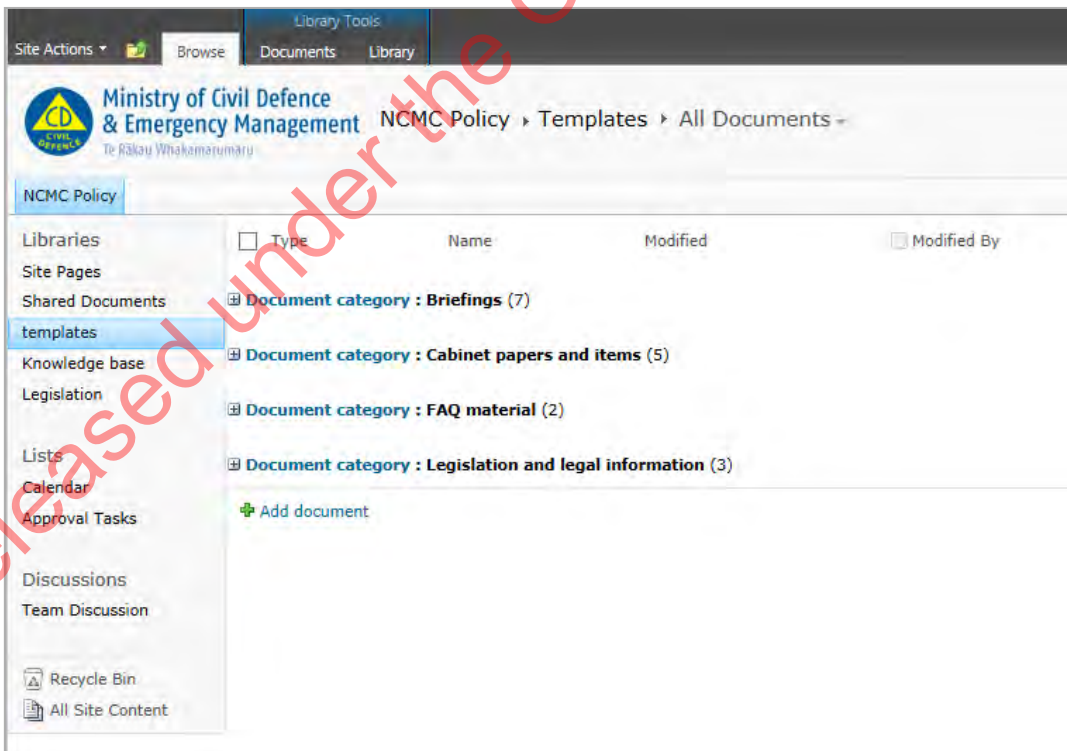 Library Tools
Site Actions Browse Documents Library
CD
CIVIL
DEFENCE
Ministry of Civil Defence
& Emergency Management
Te Rākau Whakamarumaru
NCMC Policy Templates All Documents
NCMC Policy
Libraries
Site Pages
Shared Documents
templates
Knowledge base
Legislation
Lists
Calendar
Approval Tasks
Discussions
Team Discussion
Recycle Bin
All Site Content
Type Name Modified Modified By
Document category : Briefings (7)
Document category : Cabinet papers and items (5)
Document category : FAQ material (2)
Document category : Legislation and legal information (3)
Add document
eleased under the